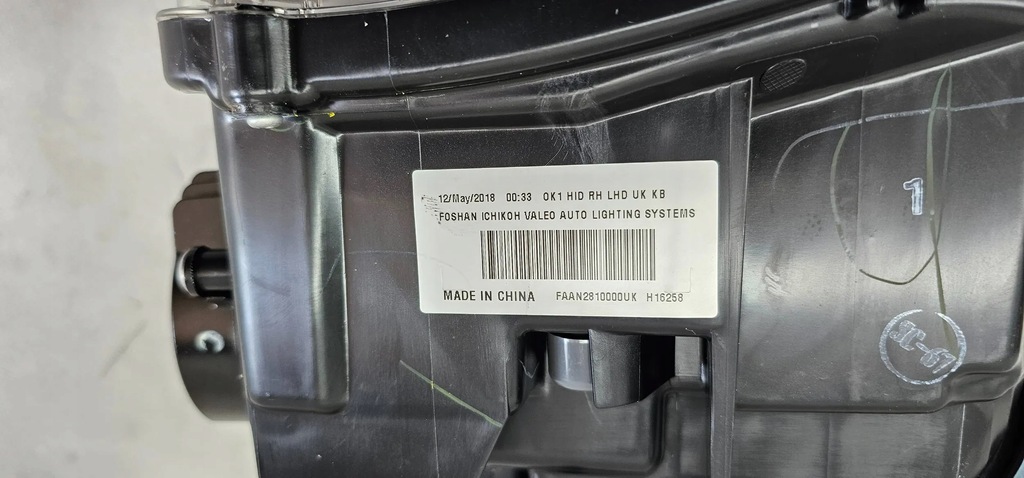 12/May/2018 00:33 OK1 HID RH LHD UK KB
FOSHAN ICHIKOH VALEO AUTO LIGHTING SYSTEMS
MADE IN CHINA FAAN2810000UK H16258
1